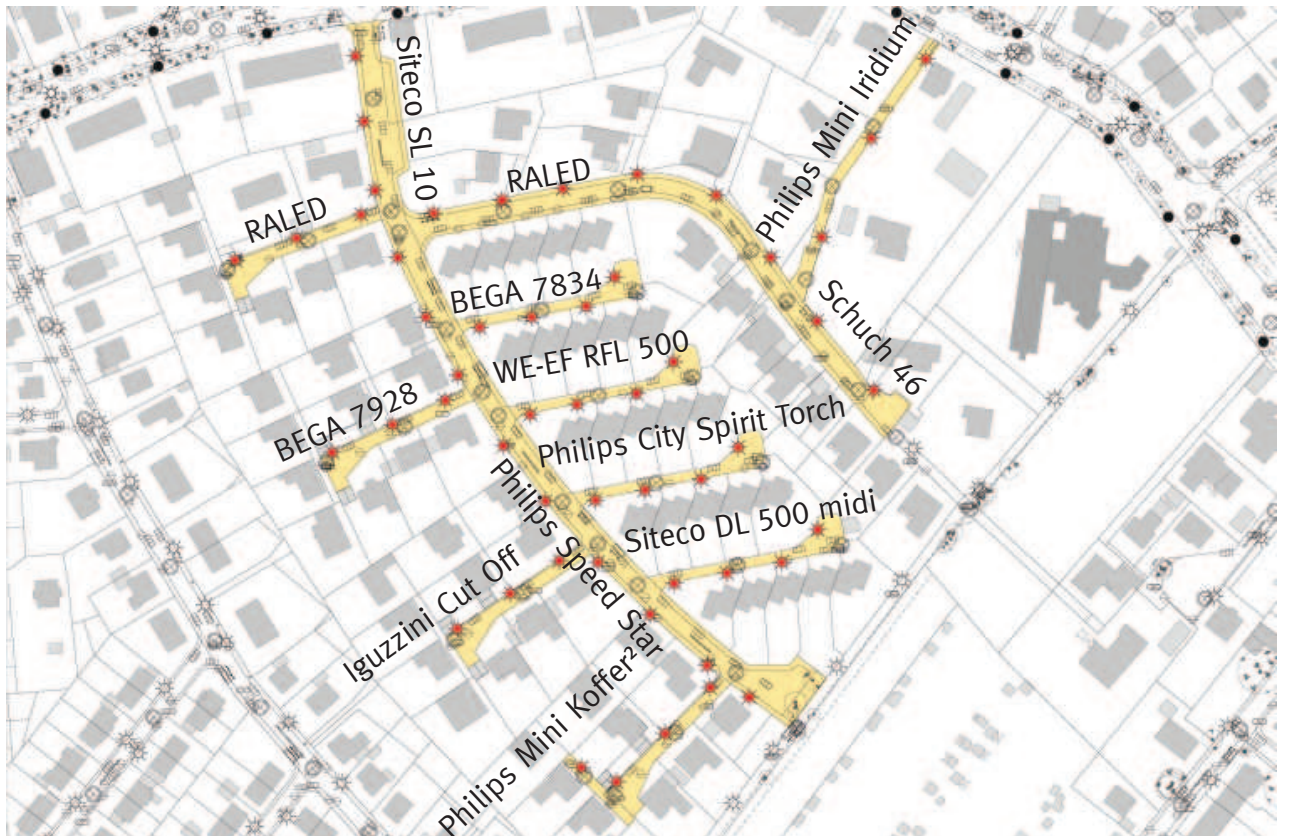 Siteco SL 10
Philips Mini Iridium
RALED
RALED
BEGA 7834
Schuch 46
WE-EF RFL 500
BEGA 7928
Philips City Spirit Torch
Philips Speed Star
Siteco DL 500 midi
Iguzzini Cut Off
Philips Mini Koffer²